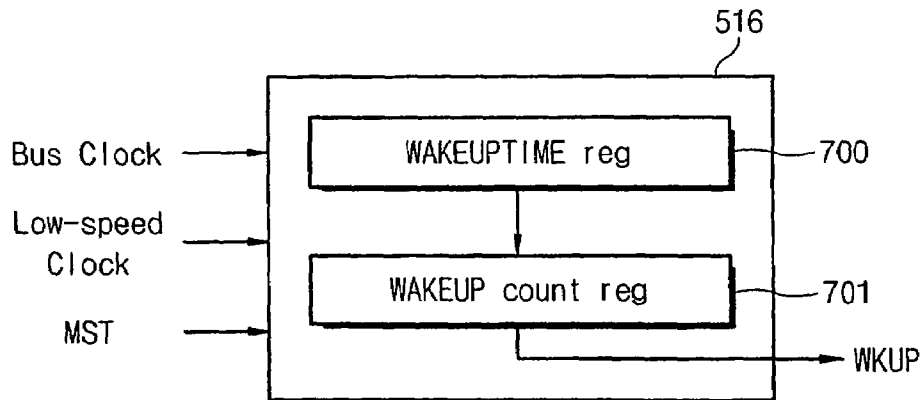 516
WAKEUPTIME reg
700
Bus Clock
Low-speed
Clock
WAKEUP count reg
701
MST
WKUP